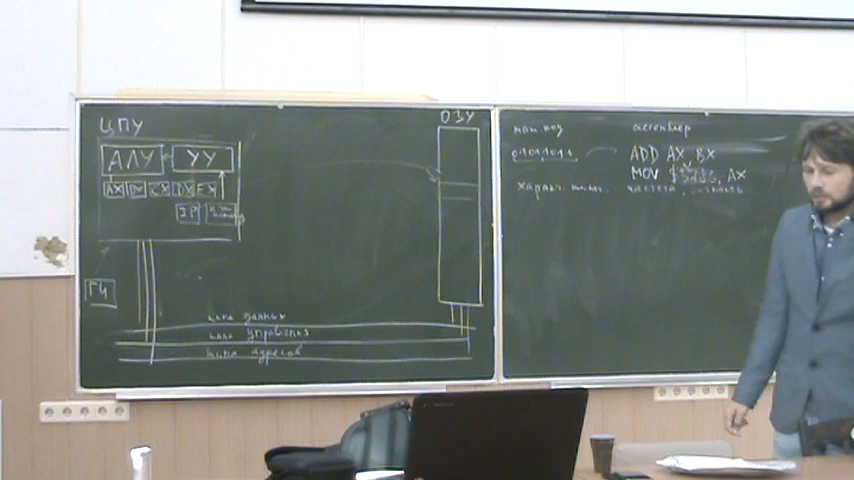 ЦПУ
АЛУ
УУ
AX BX CX DX EX
IP
ГЧ
шина данных
шина управления
шина адресов
ОЗУ
маш. код
ассемблер
ADD AX, BX
MOV
, AX
частота